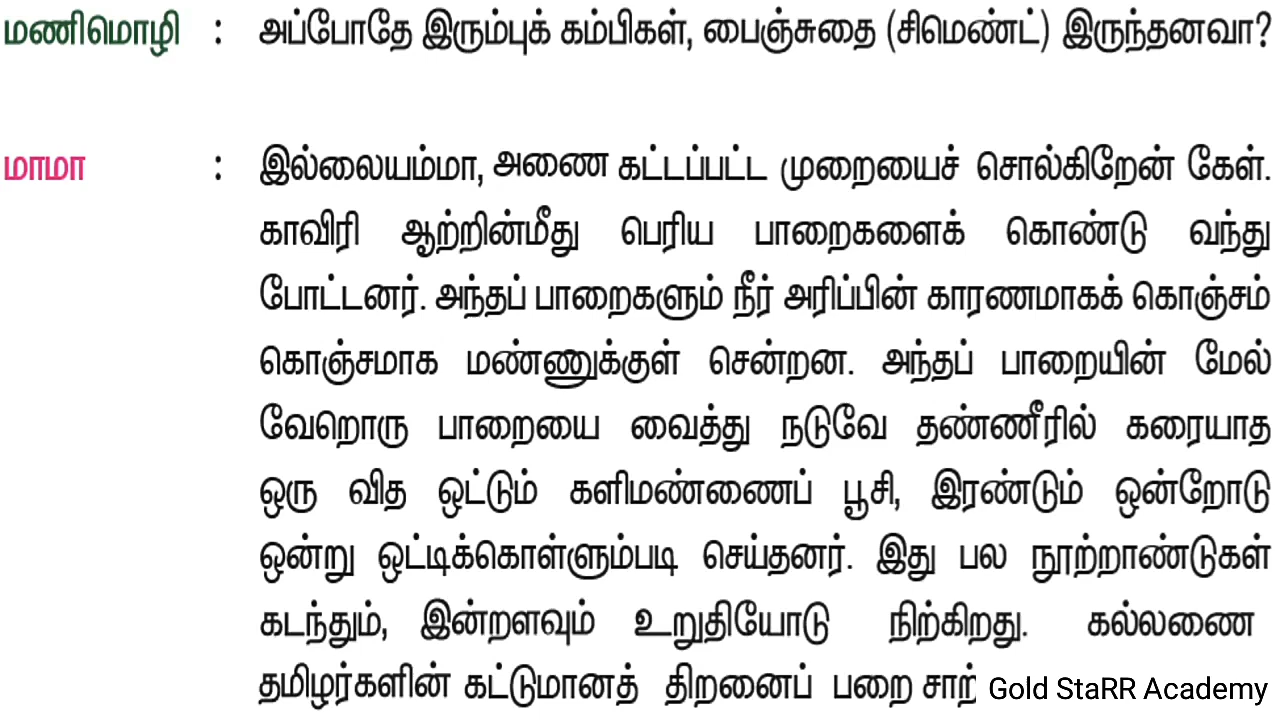 மணிமொழி : அப்போதே இரும்புக் கம்பிகள், பைஞ்சுதை (சிமெண்ட்) இருந்தனவா?
மாமா : இல்லையம்மா, அணை கட்டப்பட்ட முறையைச் சொல்கிறேன் கேள்.
காவிரி ஆற்றின்மீது பெரிய பாறைகளைக் கொண்டு வந்து
போட்டனர். அந்தப் பாறைகளும் நீர் அரிப்பின் காரணமாகக் கொஞ்சம்
கொஞ்சமாக மண்ணுக்குள் சென்றன. அந்தப் பாறையின் மேல்
வேறொரு பாறையை வைத்து நடுவே தண்ணீரில் கரையாத
ஒரு வித ஒட்டும் களிமண்ணைப் பூசி, இரண்டும் ஒன்றோடு
ஒன்று ஒட்டிக்கொள்ளும்படி செய்தனர். இது பல நூற்றாண்டுகள்
கடந்தும், இன்றளவும் உறுதியோடு நிற்கிறது. கல்லணை
தமிழர்களின் கட்டுமானத் திறனைப் பறை சாற் Gold StaRR Academy